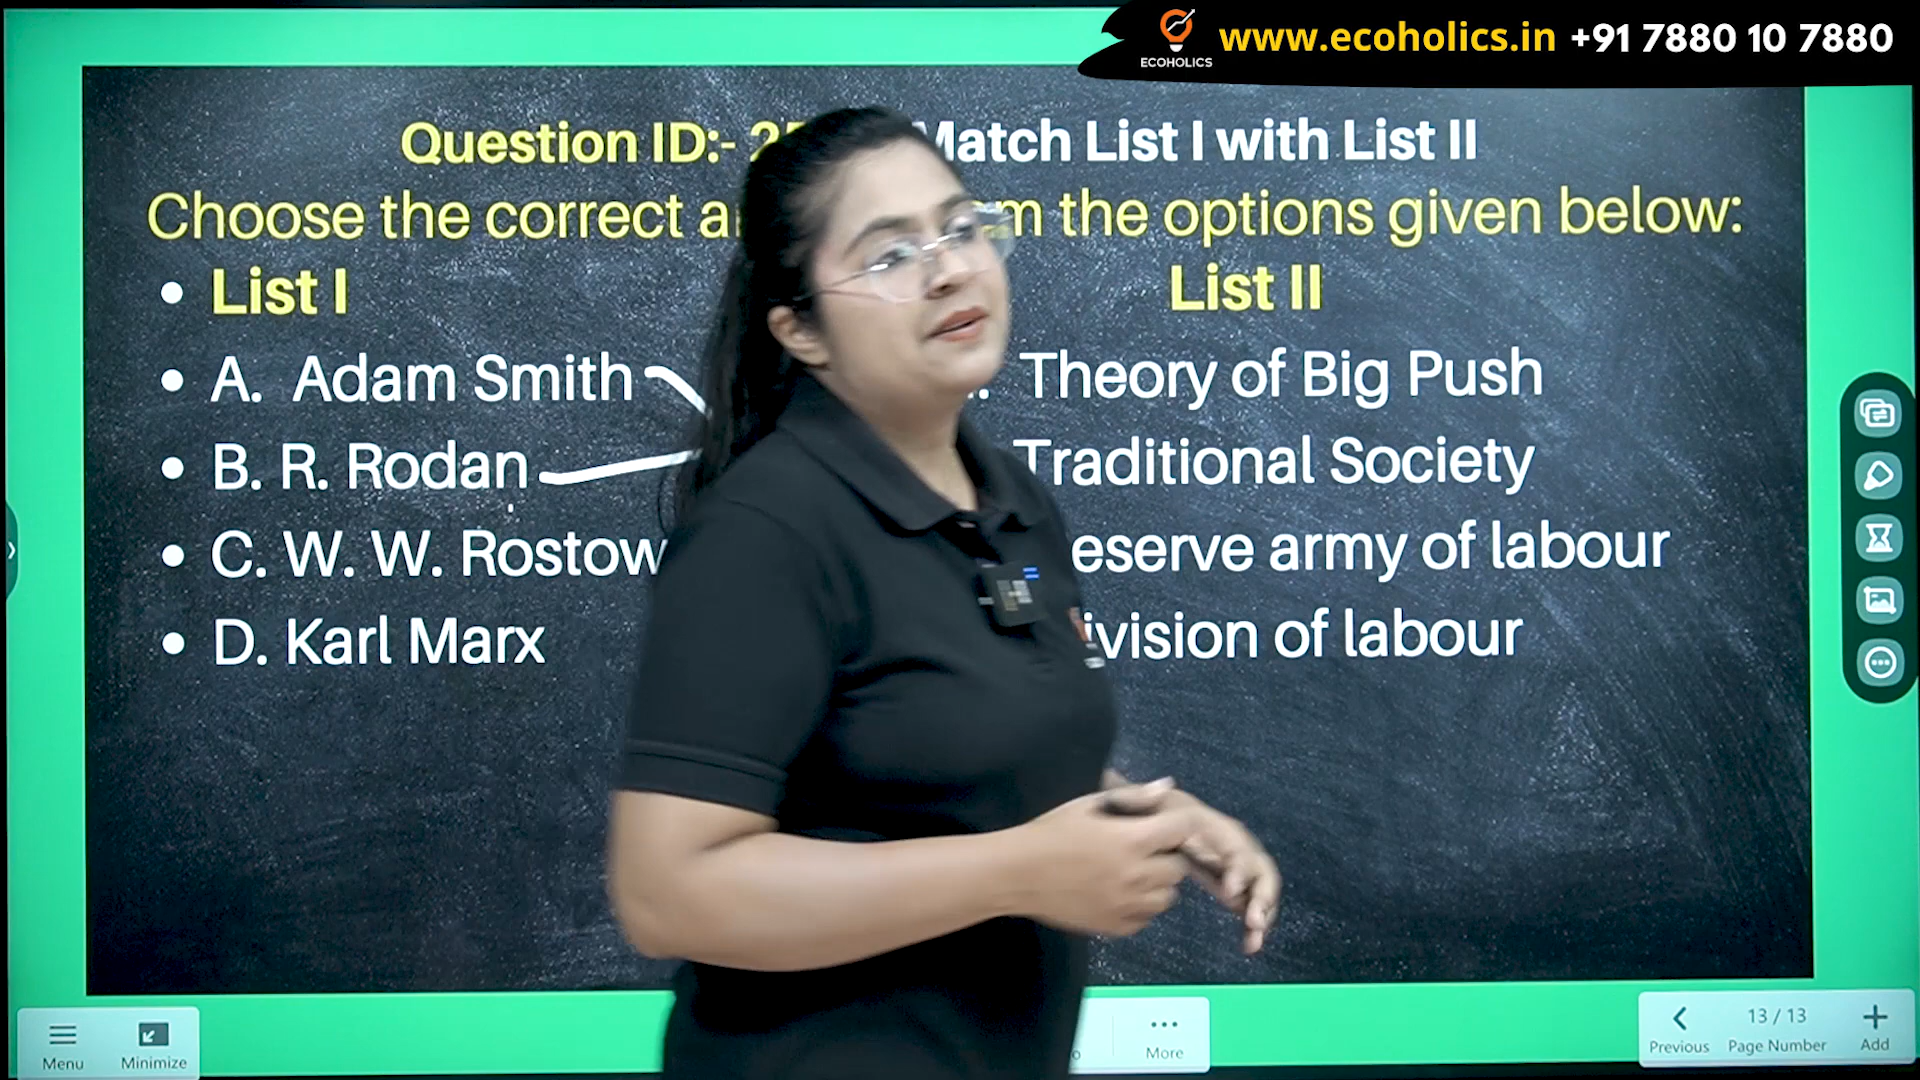 ECOHOLICS
www.ecoholics.in +91 7880 10 7880
Question ID:- Match List I with List II
Choose the correct the options given below:
List I List II
A. Adam Smith Theory of Big Push
B. R. Rodan Traditional Society
C. W. W. Rostow army of labour
D. Karl Marx of labour
Menu Minimize More Previous 13 / 13 Page Number Add